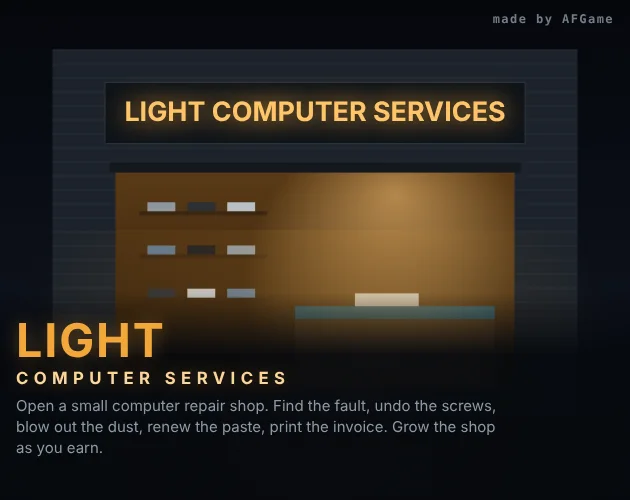 made by AFGame
LIGHT COMPUTER SERVICES
LIGHT
COMPUTER SERVICES
Open a small computer repair shop. Find the fault, undo the screws,
blow out the dust, renew the paste, print the invoice. Grow the shop
as you earn.